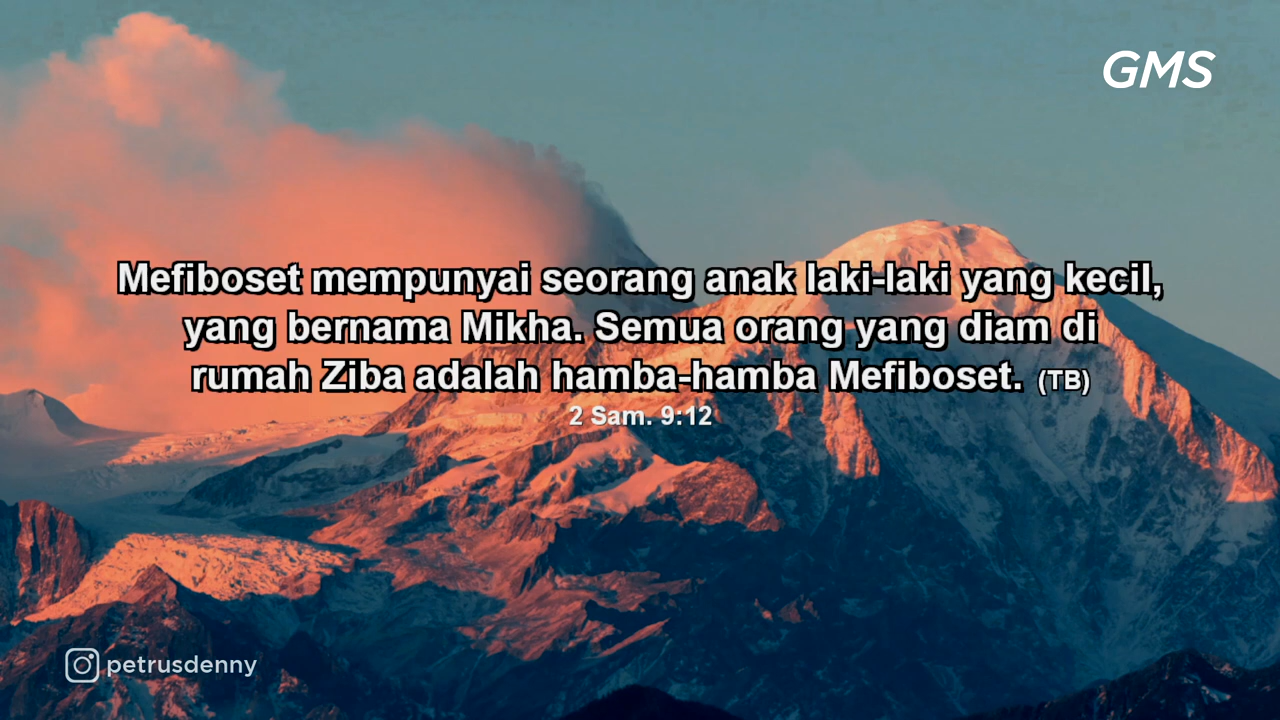 GMS
Mefiboset mempunyai seorang anak laki-laki yang kecil,
yang bernama Mikha. Semua orang yang diam di
rumah Ziba adalah hamba-hamba Mefiboset. (TB)
2 Sam. 9:12
petrusdenny